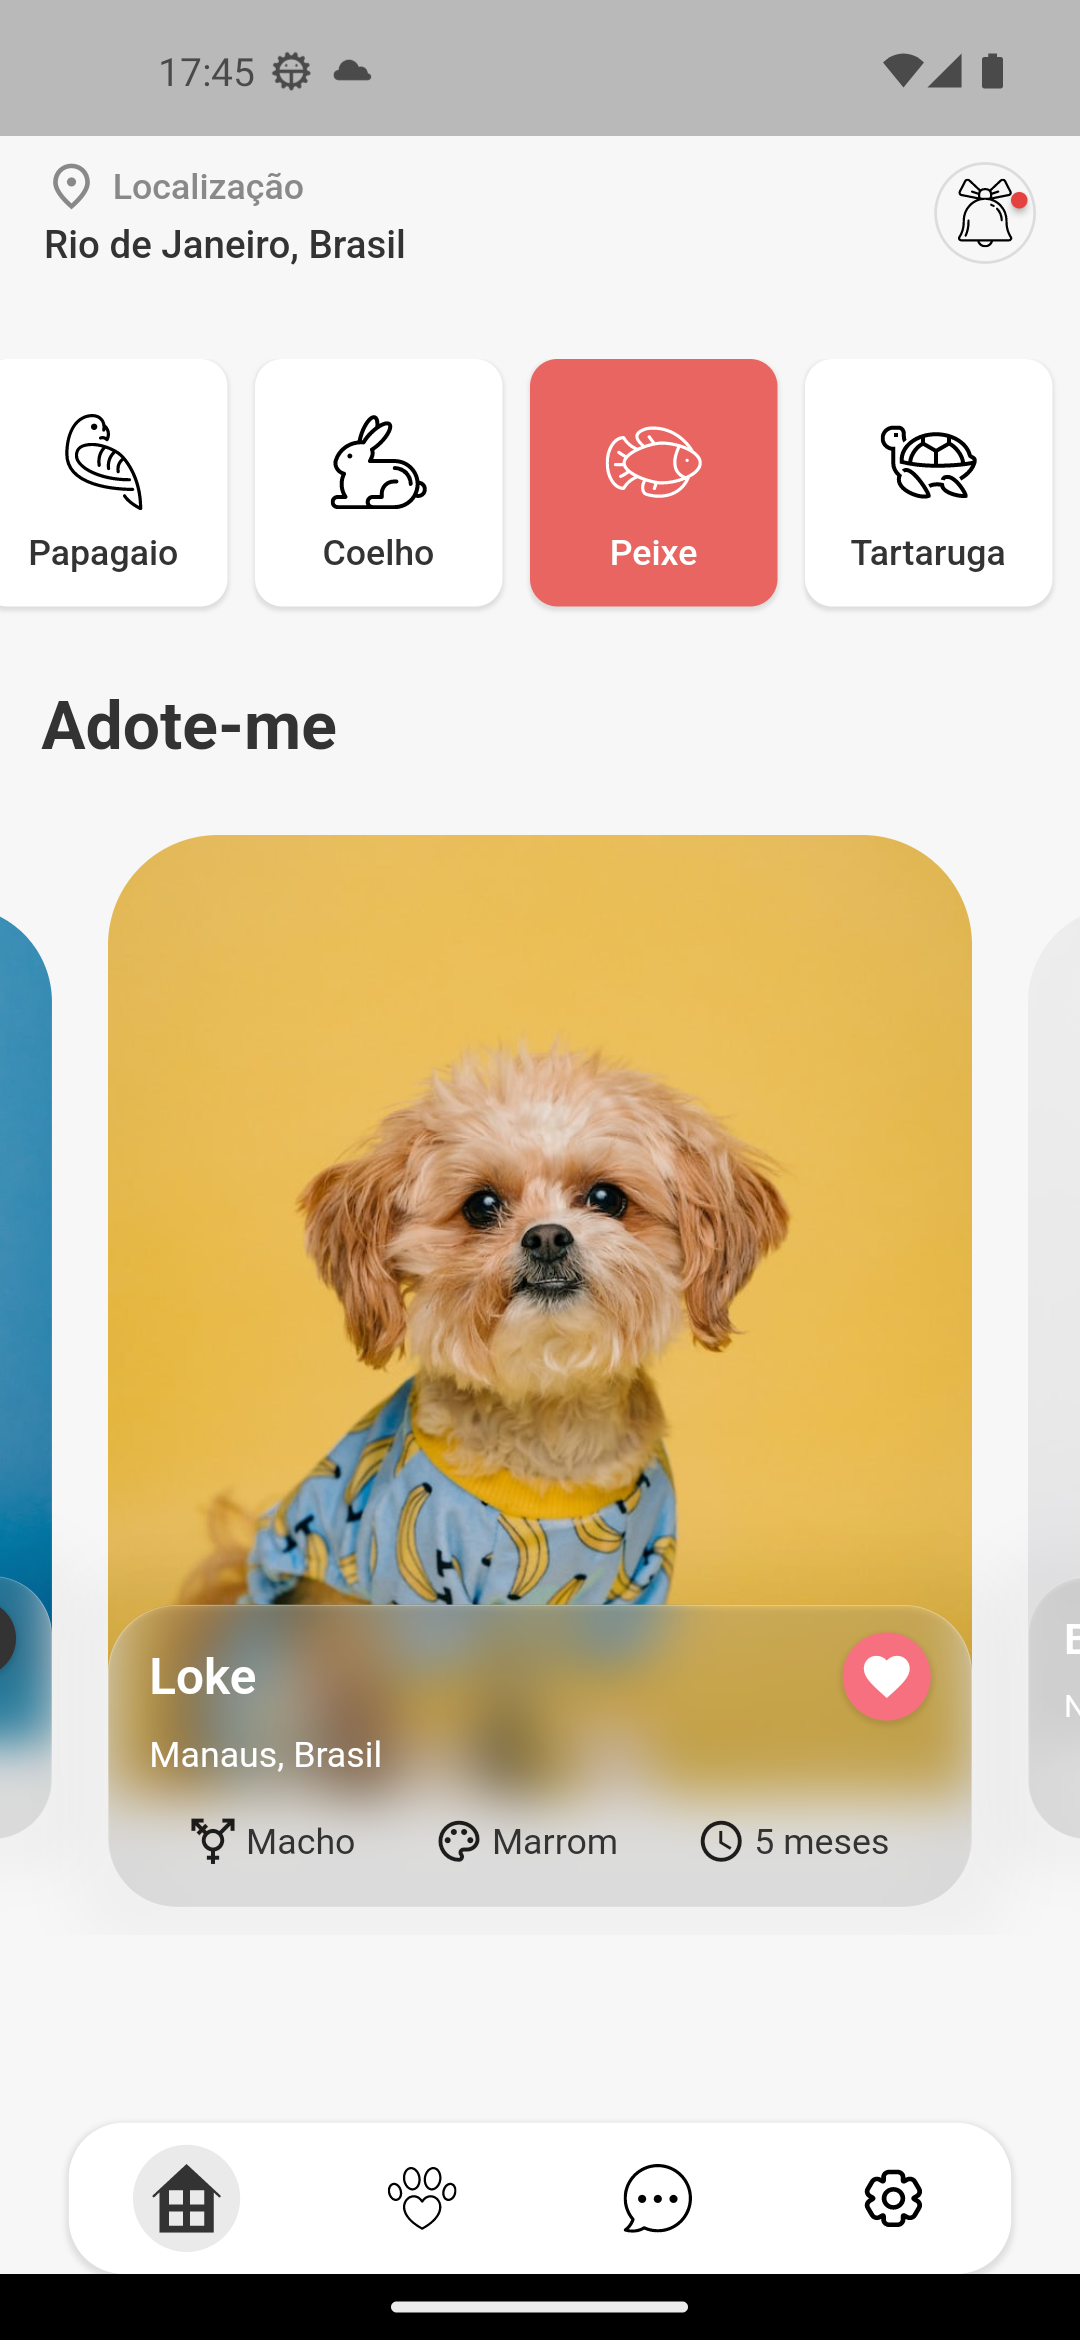 17:45
Localização
Rio de Janeiro, Brasil
Papagaio
Coelho
Peixe
Tartaruga
Adote-me
Loke
Manaus, Brasil
Macho
Marrom
5 meses